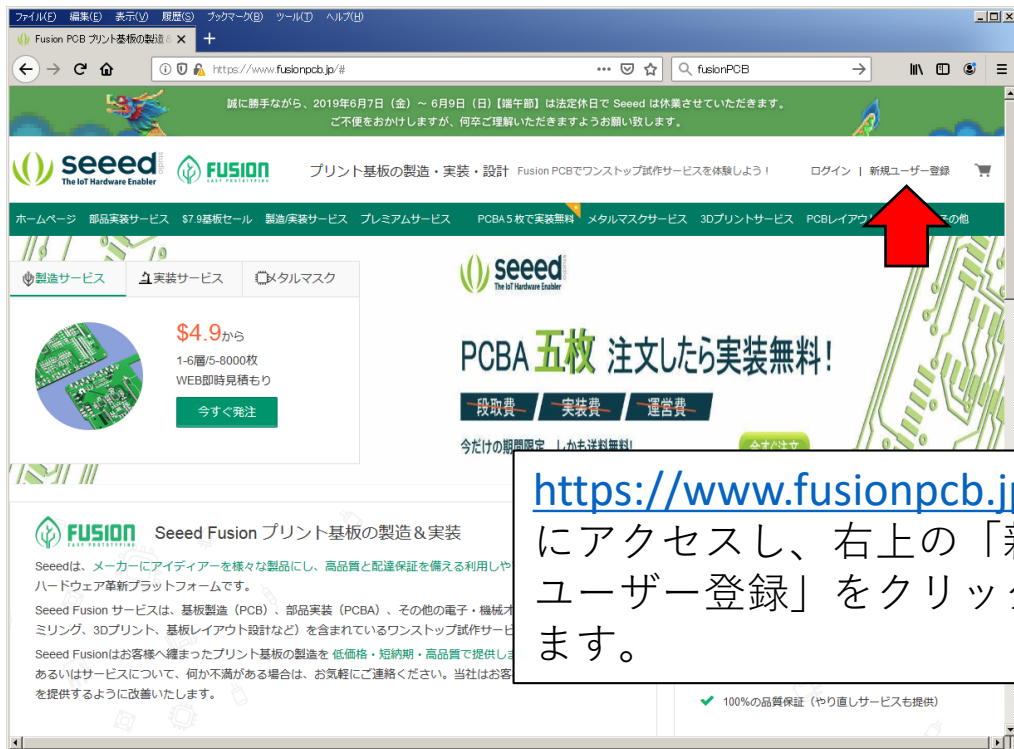 ファイル(F) 編集(E) 表示(V) 履歴(S) ブックマーク(B) ツール(T) ヘルプ(H)
Fusion PCB プリント基板の製造&
https://www.fusionpcb.jp/#
fusionPCB
誠に勝手ながら、2019年6月7日（金）～ 6月9日（日）【端午節】は法定休日で Seeed は休業させていただきます。
ご不便をおかけしますが、何卒ご理解いただきますようお願い致します。
seeed studio
The IoT Hardware Enabler
FUSION
EASY PROTOTYPING
プリント基板の製造・実装・設計 Fusion PCBでワンストップ試作サービスを体験しよう！
ログイン | 新規ユーザー登録
ホームページ 部品実装サービス $7.9基板セール 製造/実装サービス プレミアムサービス PCBA５枚で実装無料 メタルマスクサービス 3Dプリントサービス PCBレイアウ その他
製造サービス 実装サービス メタルマスク
$4.9から
1-6層/5-8000枚
WEB即時見積もり
今すぐ発注
seeed studio
The IoT Hardware Enabler
PCBA 五枚 注文したら実装無料！
段取費 実装費 運営費
今だけの期間限定 しかも送料無料！
今すぐ注文
https://www.fusionpcb.jp
にアクセスし、右上の「新
ユーザー登録」をクリック
ます。
FUSION
EASY PROTOTYPING
Seeed Fusion プリント基板の製造＆実装
Seeedは、メーカーにアイディアーを様々な製品にし、高品質と配達保証を備える利用しや
ハードウェア革新プラットフォームです。
Seeed Fusion サービスは、基板製造（PCB）、部品実装（PCBA）、その他の電子・機械オ
ミリング、3Dプリント、基板レイアウト設計など）を含まれているワンストップ試作サービ
Seeed Fusionはお客様へ纏まったプリント基板の製造を 低価格・短納期・高品質で提供しま
あるいはサービスについて、何か不満がある場合は、お気軽にご連絡ください。当社はお客
を提供するように改善いたします。
100%の品質保証（やり直しサービスも提供）